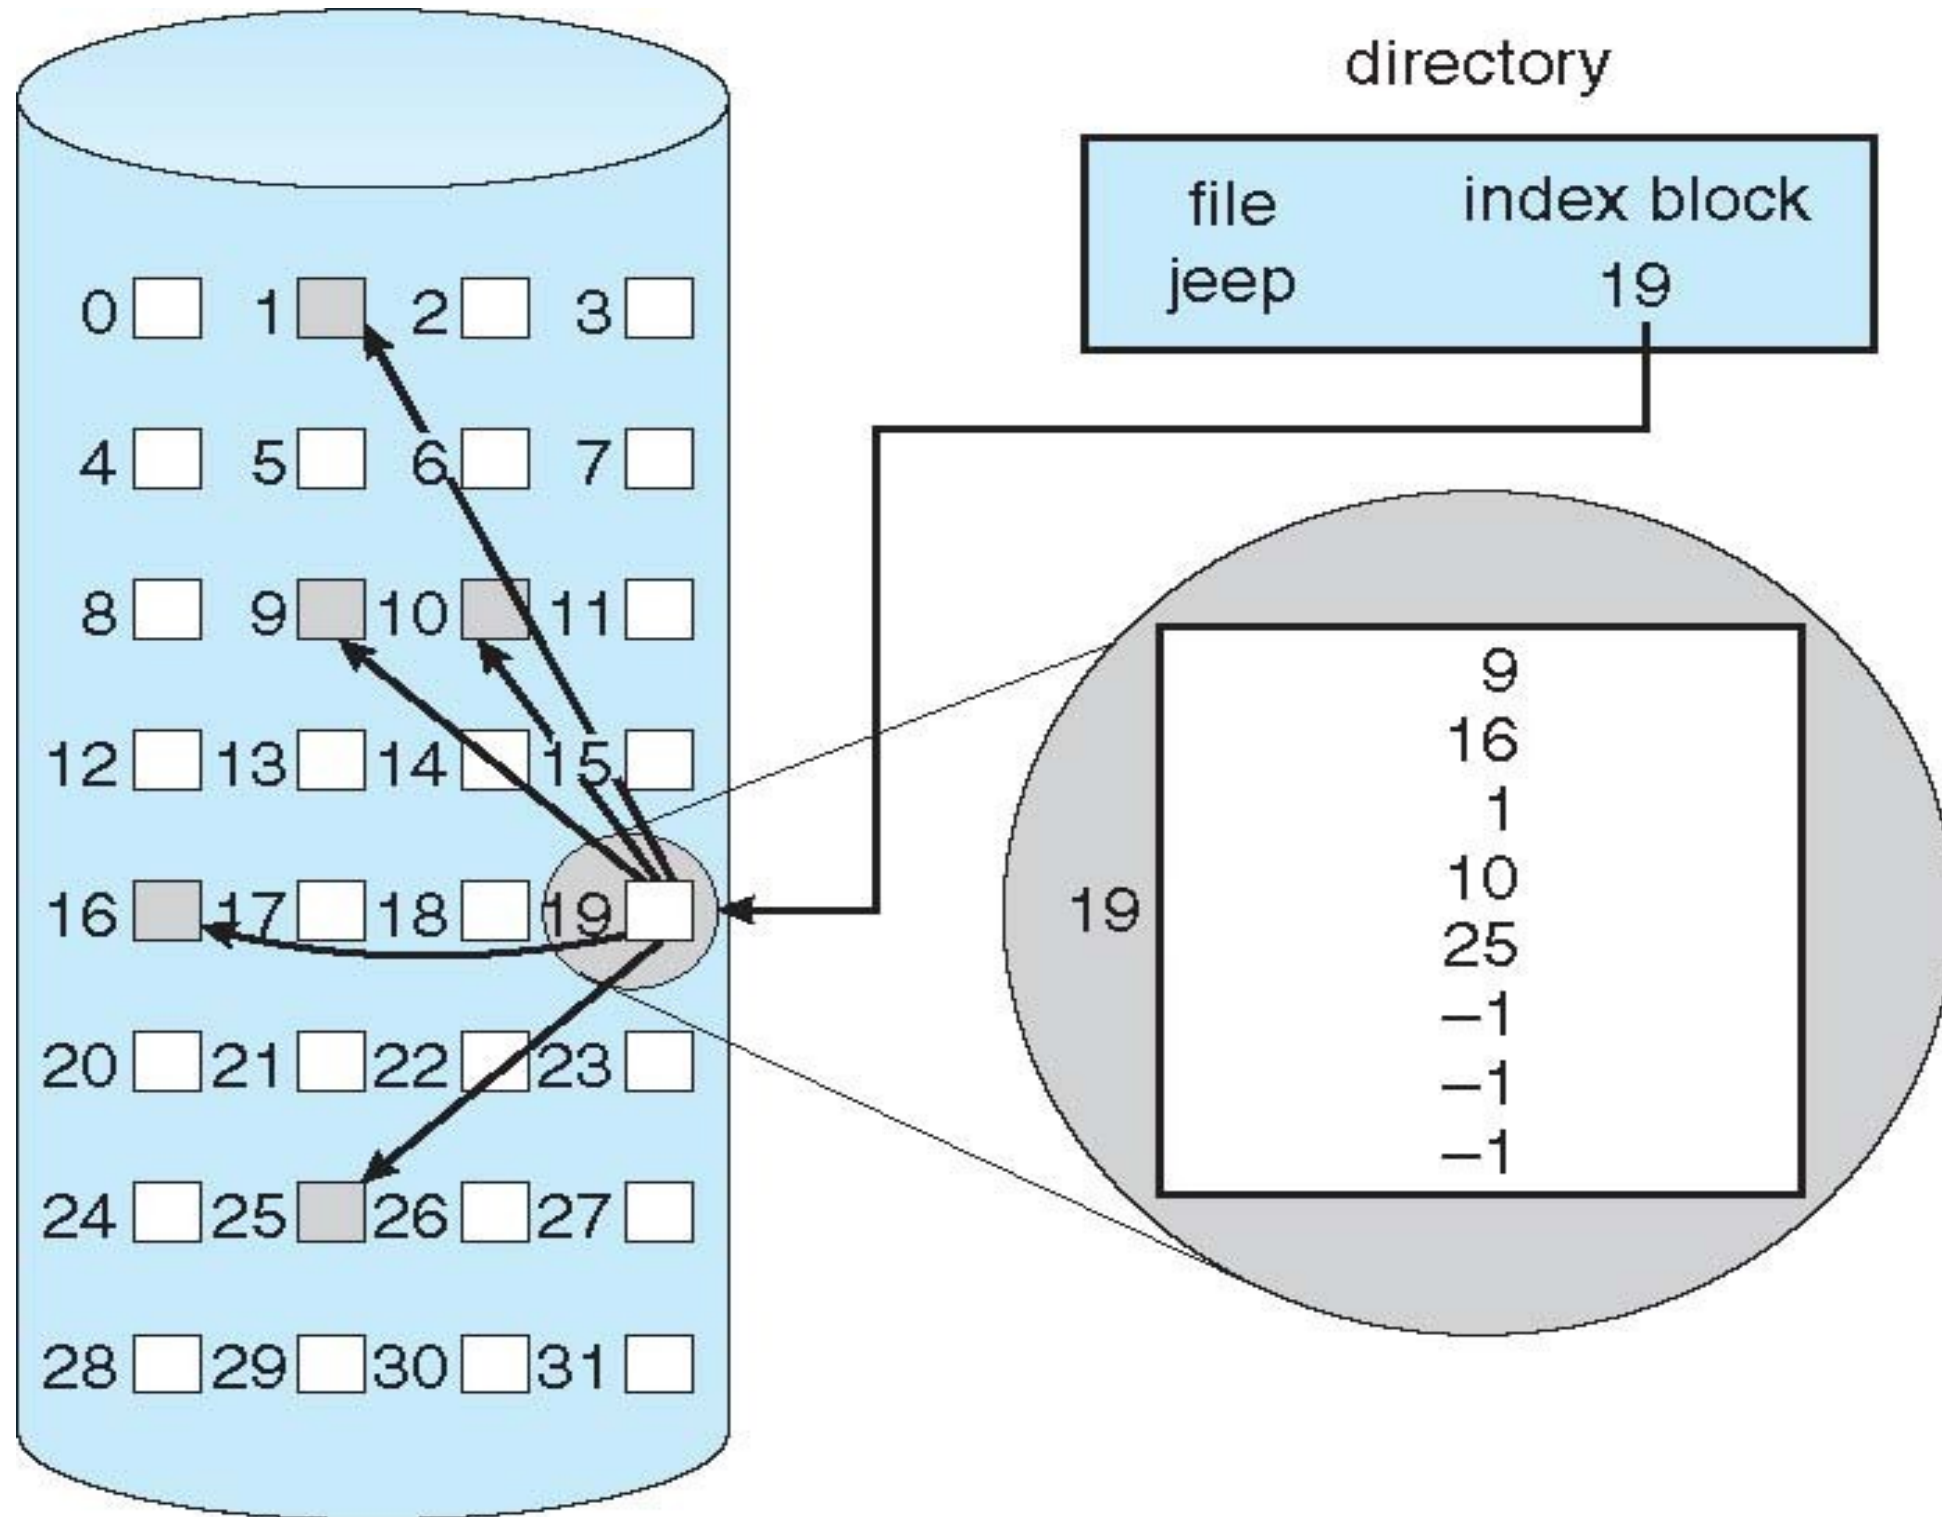 directory
file index block
jeep 19
0 1 2 3
4 5 6 7
8 9 10 11
12 13 14 15
16 17 18 19
20 21 22 23
24 25 26 27
28 29 30 31
19
9
16
1
10
25
–1
–1
–1